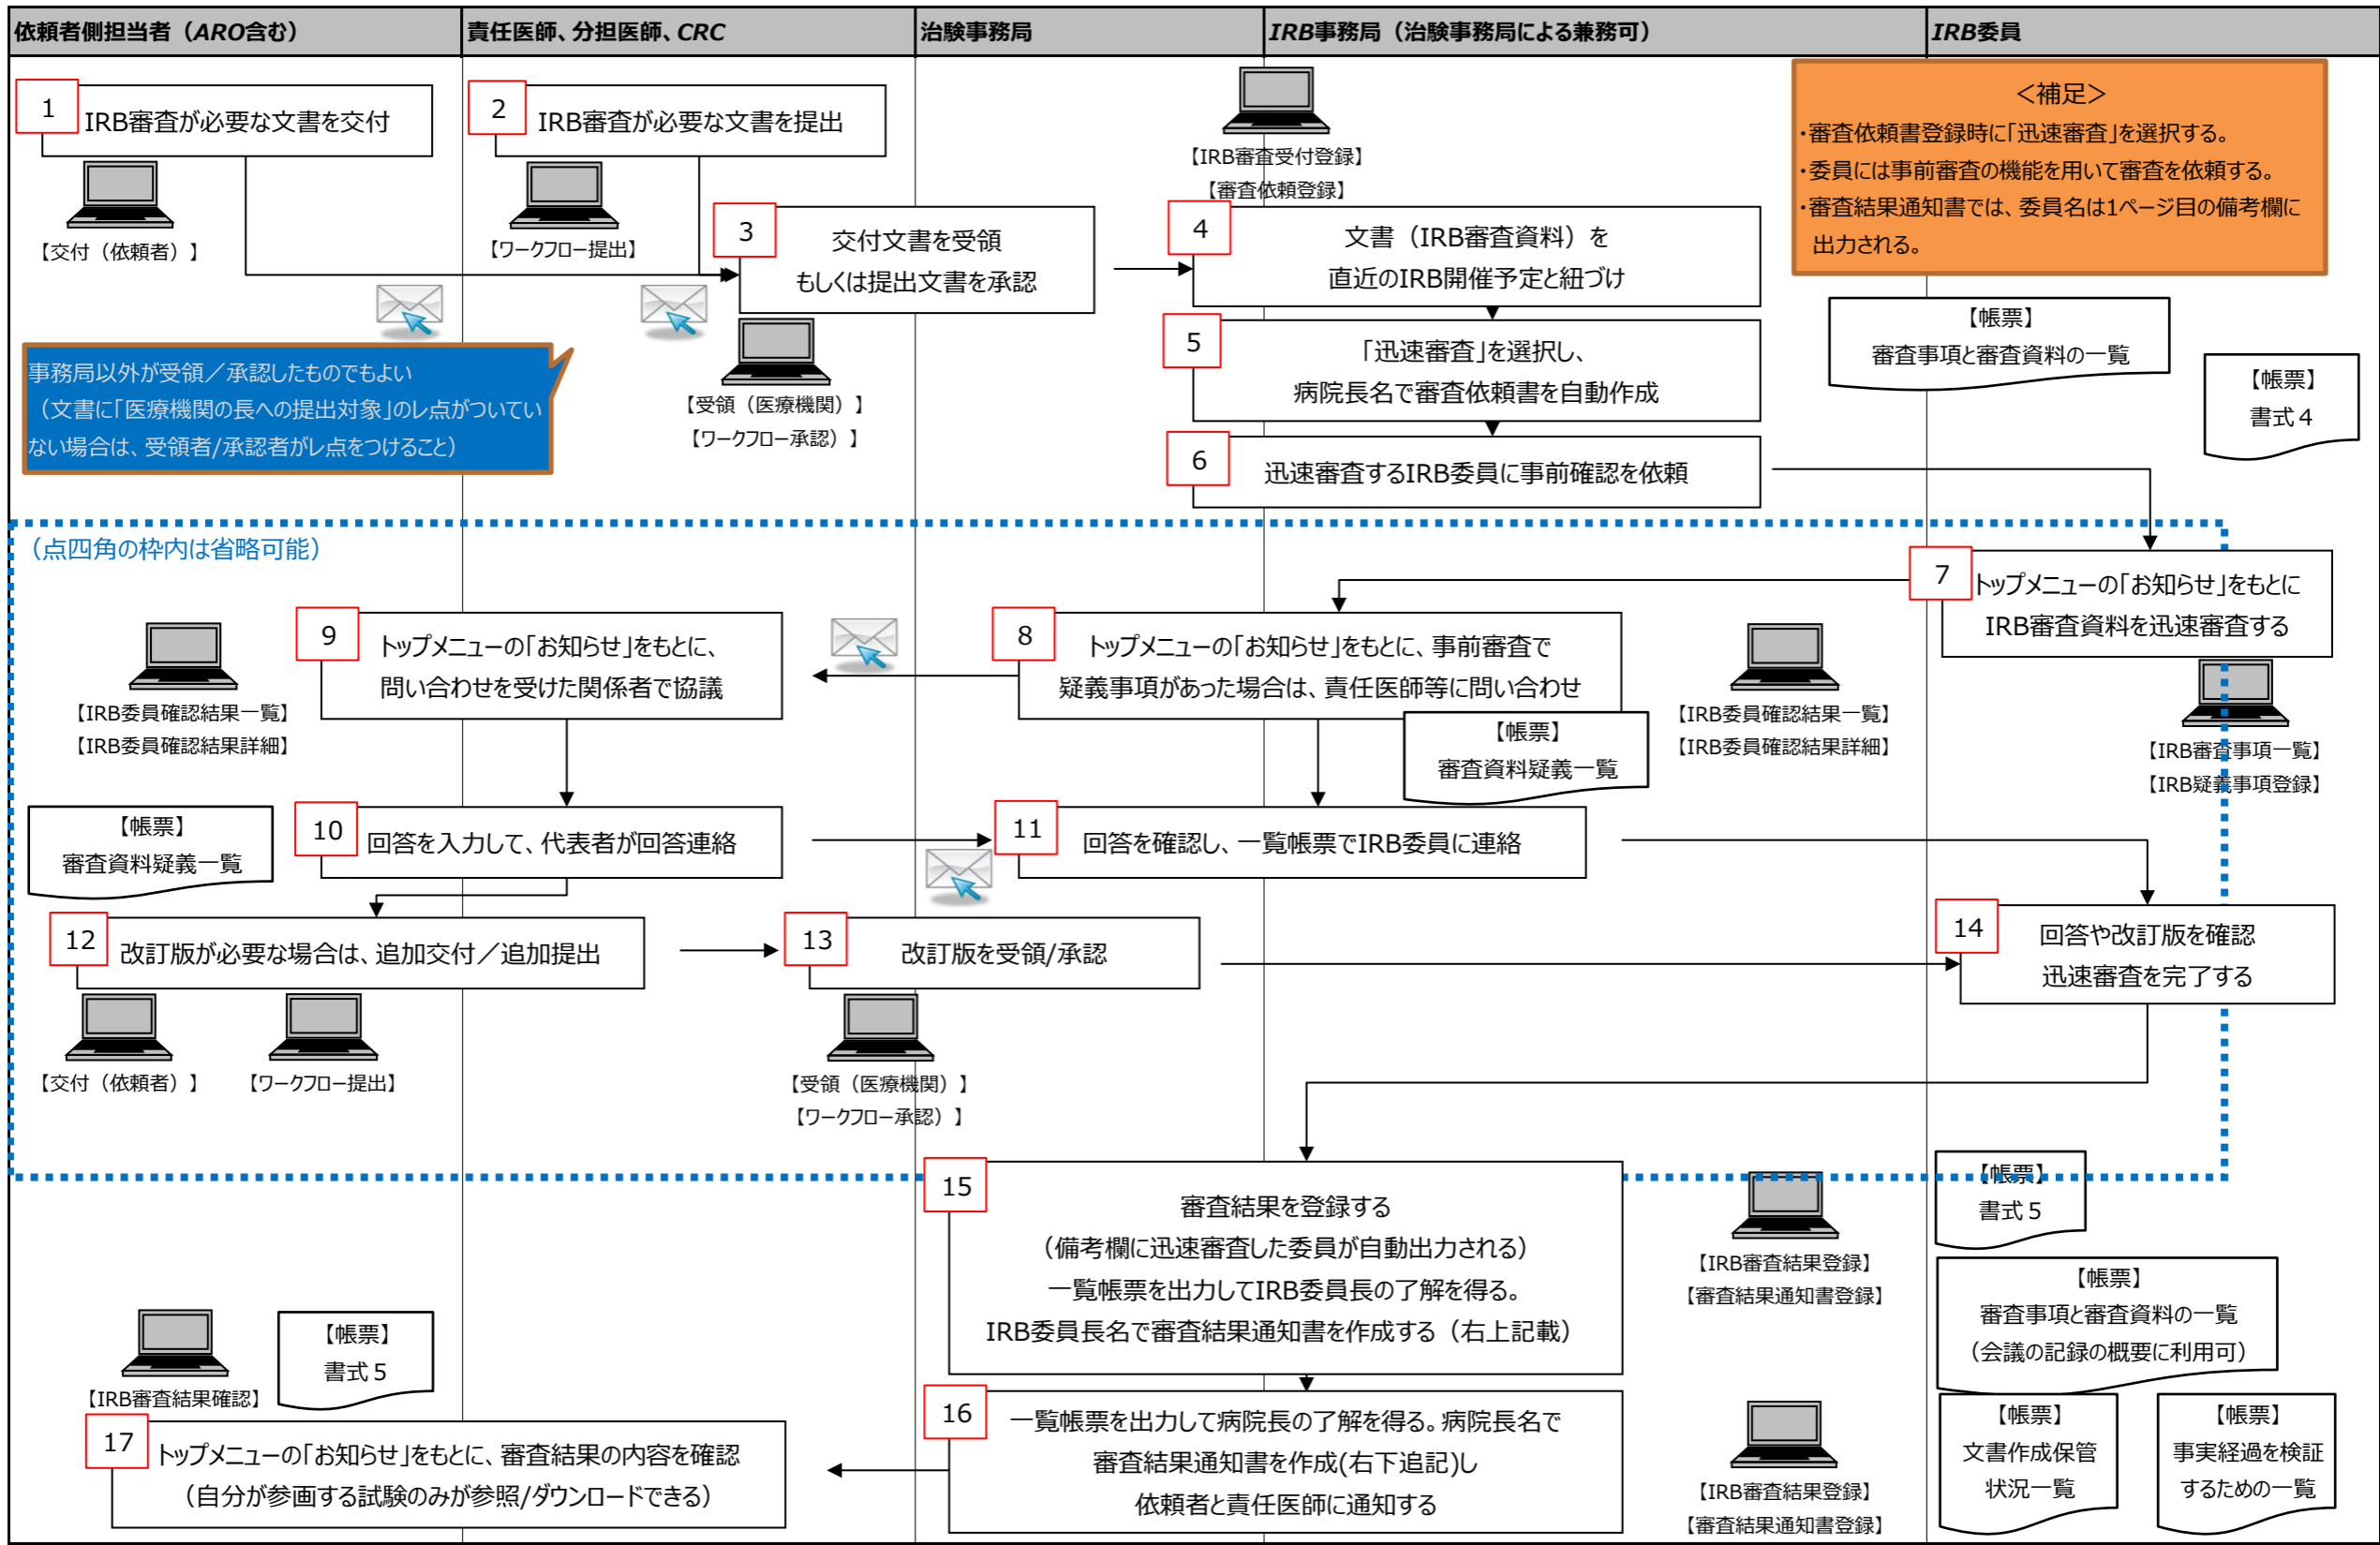 依頼者側担当者（ARO含む）
責任医師、分担医師、CRC
治験事務局
IRB事務局（治験事務局による兼務可）
IRB委員
1
IRB審査が必要な文書を交付
【交付（依頼者）】
2
IRB審査が必要な文書を提出
【ワークフロー提出】
3
交付文書を受領
もしくは提出文書を承認
【受領（医療機関）】
【ワークフロー承認）】
事務局以外が受領／承認したものでもよい
（文書に「医療機関の長への提出対象」のレ点がついてい
ない場合は、受領者/承認者がレ点をつけること）
【IRB審査受付登録】
【審査依頼登録】
4
文書（IRB審査資料）を
直近のIRB開催予定と紐づけ
5
「迅速審査」を選択し、
病院長名で審査依頼書を自動作成
6
迅速審査するIRB委員に事前確認を依頼
＜補足＞
・審査依頼書登録時に「迅速審査」を選択する。
・委員には事前審査の機能を用いて審査を依頼する。
・審査結果通知書では、委員名は1ページ目の備考欄に
出力される。
【帳票】
審査事項と審査資料の一覧
【帳票】
書式４
（点四角の枠内は省略可能）
7
トップメニューの「お知らせ」をもとに
IRB審査資料を迅速審査する
【IRB審査事項一覧】
【IRB疑義事項登録】
8
トップメニューの「お知らせ」をもとに、事前審査で
疑義事項があった場合は、責任医師等に問い合わせ
【帳票】
審査資料疑義一覧
【IRB委員確認結果一覧】
【IRB委員確認結果詳細】
9
トップメニューの「お知らせ」をもとに、
問い合わせを受けた関係者で協議
【IRB委員確認結果一覧】
【IRB委員確認結果詳細】
【帳票】
審査資料疑義一覧
10
回答を入力して、代表者が回答連絡
11
回答を確認し、一覧帳票でIRB委員に連絡
12
改訂版が必要な場合は、追加交付／追加提出
【交付（依頼者）】
【ワークフロー提出】
13
改訂版を受領/承認
【受領（医療機関）】
【ワークフロー承認）】
14
回答や改訂版を確認
迅速審査を完了する
15
審査結果を登録する
（備考欄に迅速審査した委員が自動出力される）
一覧帳票を出力してIRB委員長の了解を得る。
IRB委員長名で審査結果通知書を作成する（右上記載）
【IRB審査結果登録】
【審査結果通知書登録】
【帳票】
書式５
【帳票】
審査事項と審査資料の一覧
（会議の記録の概要に利用可）
16
一覧帳票を出力して病院長の了解を得る。病院長名で
審査結果通知書を作成(右下追記)し
依頼者と責任医師に通知する
【IRB審査結果登録】
【審査結果通知書登録】
【帳票】
文書作成保管
状況一覧
【帳票】
事実経過を検証
するための一覧
【IRB審査結果確認】
【帳票】
書式５
17
トップメニューの「お知らせ」をもとに、審査結果の内容を確認
（自分が参画する試験のみが参照/ダウンロードできる）